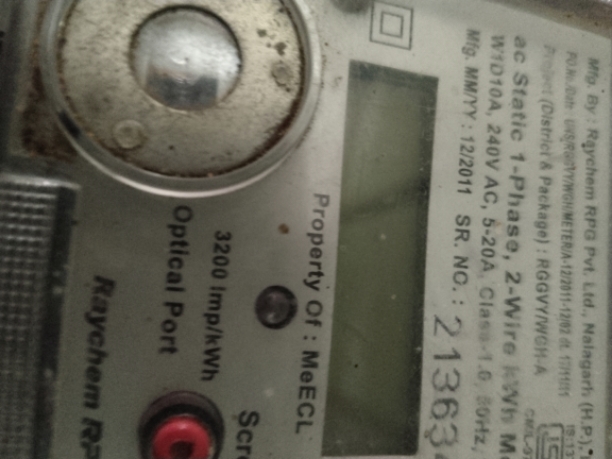 Mfg. By : Raychem RPG Pvt. Ltd., Nalagarh (H.P.),
Project (District & Package) : RGGVY/WGH-A
ac Static 1-Phase, 2-Wire kWh
W1D10A, 240V AC, 5-20A, Class-1.0, 50Hz,
Mfg. MM/YY : 12/2011 SR. NO. : 21363
Property Of : MeECL
3200 Imp/kWh
Optical Port
Raychem